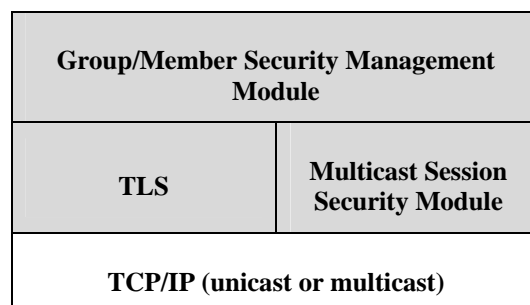 Group/Member Security Management
Module
TLS
Multicast Session
Security Module
TCP/IP (unicast or multicast)